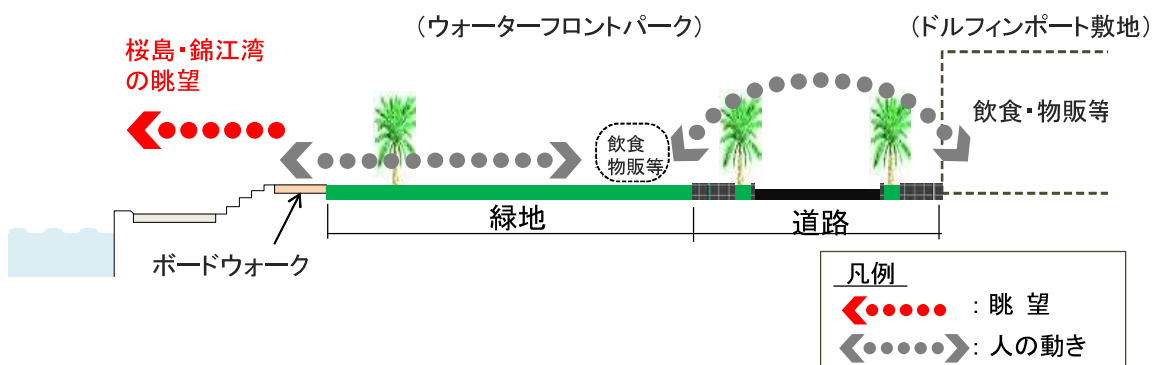 (ウォーターフロントパーク)
(ドルフィンポート敷地)
桜島・錦江湾
の眺望
飲食・物販等
飲食
物販等
緑地
道路
ボードウォーク
凡例
: 眺 望
: 人の動き